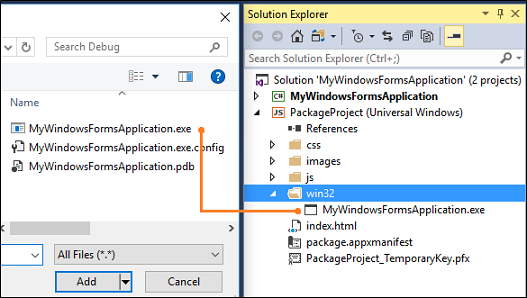 Search Debug
Name
MyWindowsFormsApplication.exe
MyWindowsFormsApplication.exe.config
MyWindowsFormsApplication.pdb
All Files (*.*)
Add
Cancel
Solution Explorer
Search Solution Explorer (Ctrl+;)
Solution 'MyWindowsFormsApplication' (2 projects)
C# MyWindowsFormsApplication
JS PackageProject (Universal Windows)
References
css
images
js
win32
MyWindowsFormsApplication.exe
index.html
package.appxmanifest
PackageProject_TemporaryKey.pfx